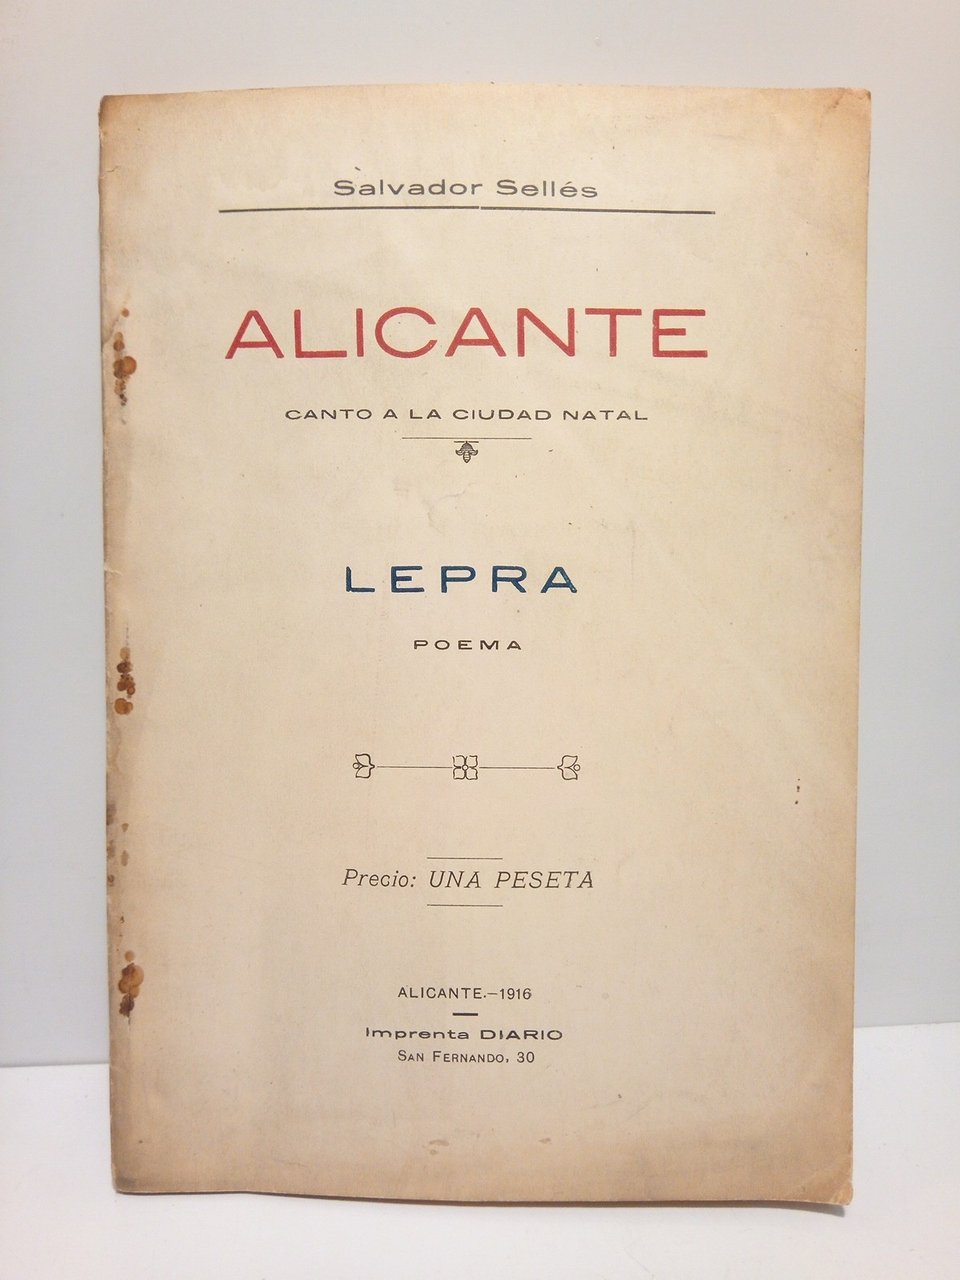 Salvador Sellés
ALICANTE
CANTO A LA CIUDAD NATAL
LEPRA
POEMA
Precio: UNA PESETA
ALICANTE.—1916
Imprenta DIARIO
SAN FERNANDO, 30